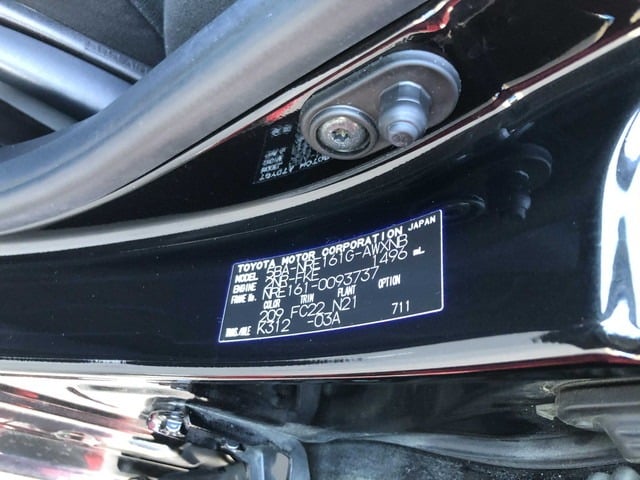 TOYOTA MOTOR CORPORATION JAPAN
MODEL 5BA-NRE161G-AWXNB
ENGINE 2NR-FKE 1496 mL
FRAME No. NRE161-0093737
COLOR TRIM PLANT OPTION
209 FC22 N21
TRANS./AXLE K312 -03A 711